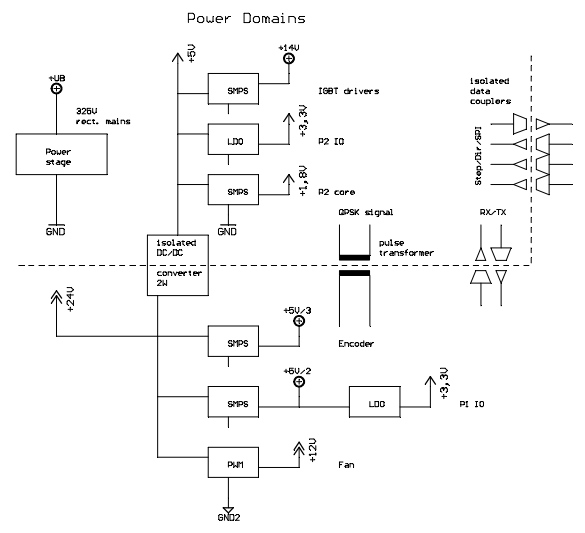 Power Domains
+5V
+14V
+UB
SMPS
IGBT drivers
isolated
data
couplers
325V
rect. mains
+3,3V
Power
stage
LDO
P2 IO
Step/Dir/SPI
+1,8V
SMPS
P2 core
GND
GND
QPSK signal
RX/TX
isolated
DC/DC
converter
2W
pulse
transformer
+24V
+5V/3
SMPS
Encoder
+5V/2
+3,3V
SMPS
LDO
PI IO
+12V
PWM
Fan
GND2